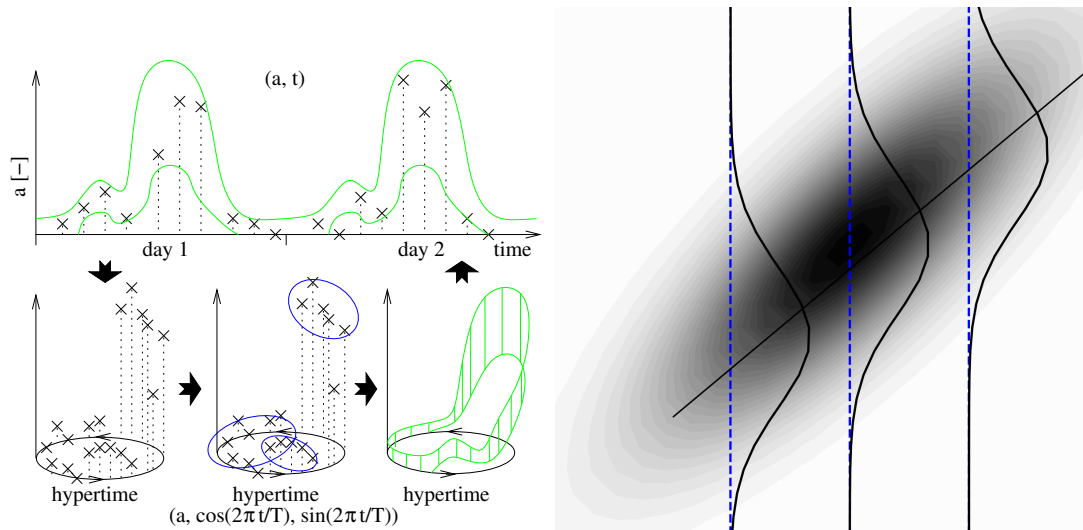 (a, t)
a [–]
day 1
day 2
time
hypertime
hypertime
hypertime
(a, cos(2π t/T), sin(2π t/T))